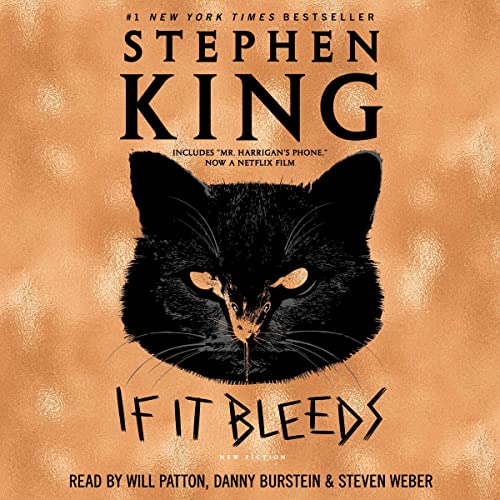 #1 NEW YORK TIMES BESTSELLER
STEPHEN
KING
INCLUDES "MR. HARRIGAN'S PHONE,"
NOW A NETFLIX FILM
IF IT BLEEDS
NEW FICTION
READ BY WILL PATTON, DANNY BURSTEIN & STEVEN WEBER